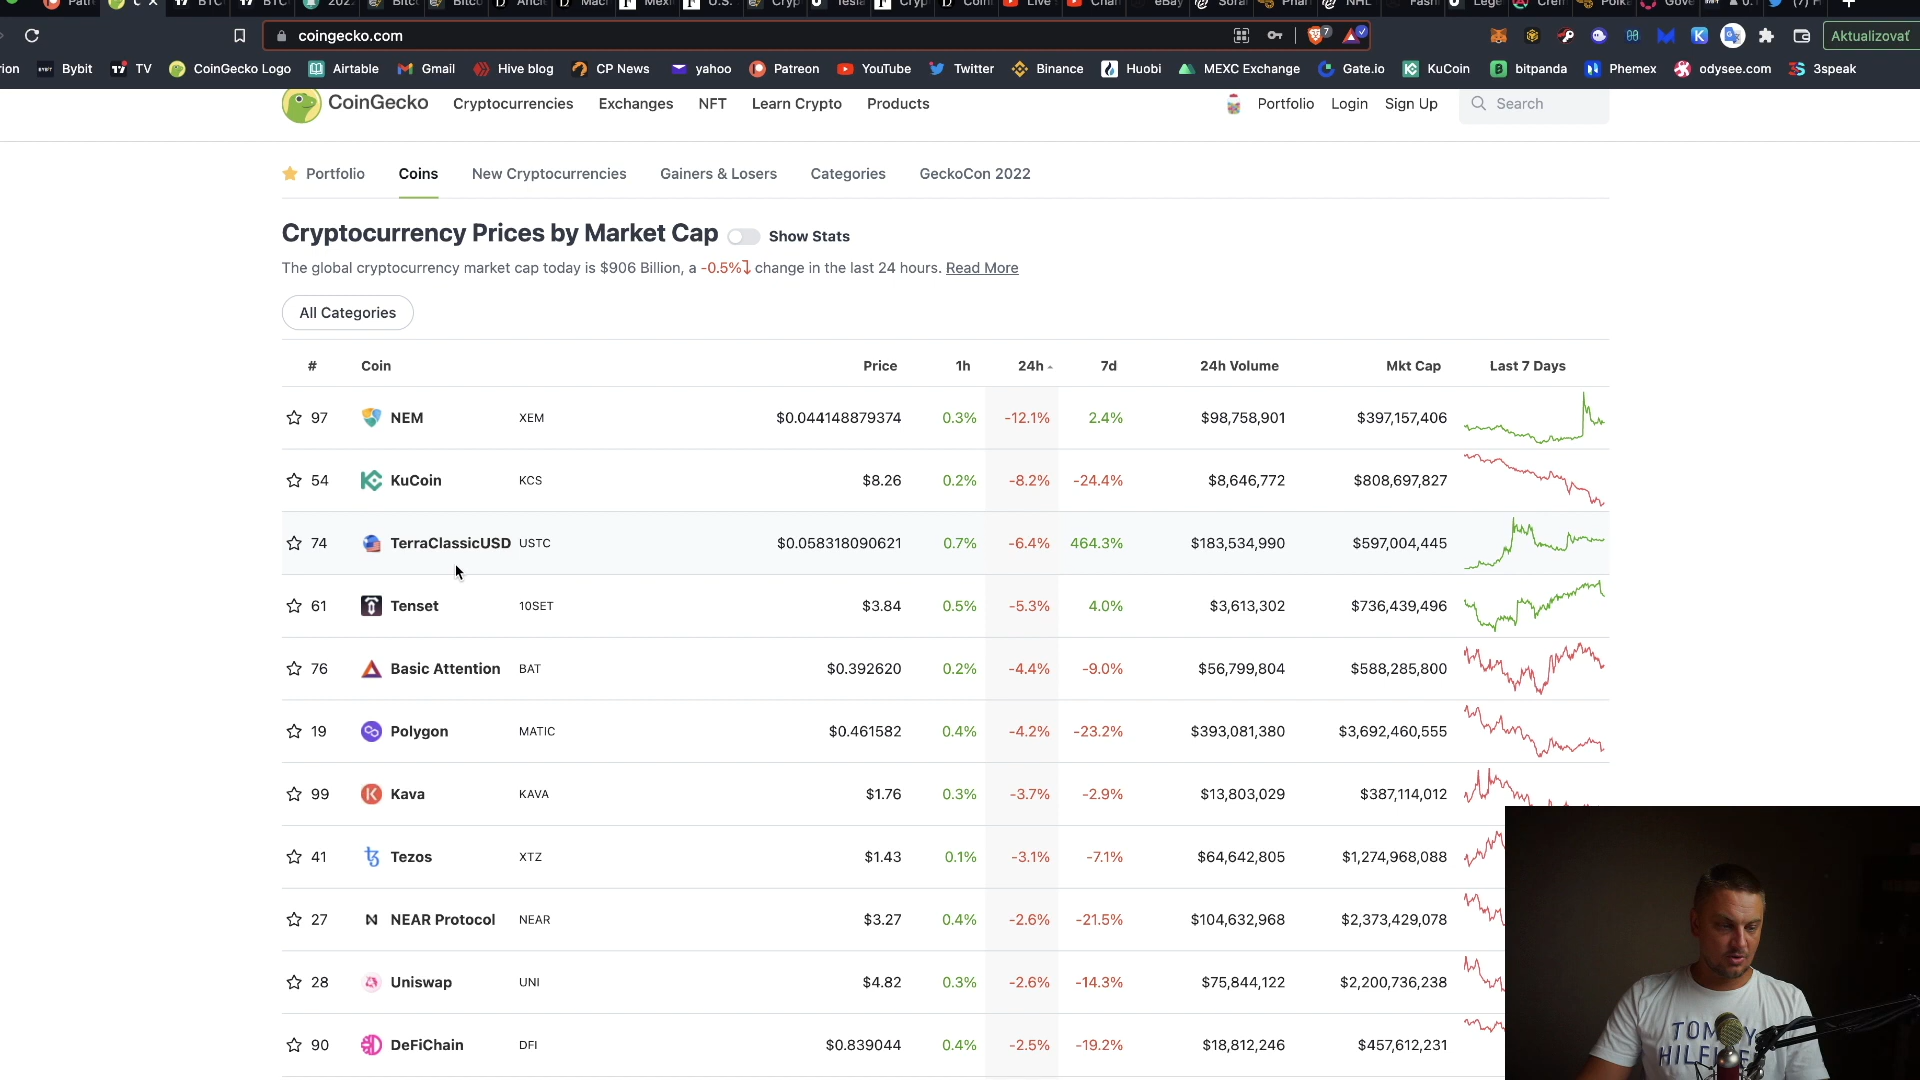 coingecko.com
7
Aktualizovať
Bybit TV CoinGecko Logo Airtable Gmail Hive blog CP News yahoo Patreon YouTube Twitter Binance Huobi MEXC Exchange Gate.io KuCoin bitpanda Phemex odysee.com 3speak
CoinGecko Cryptocurrencies Exchanges NFT Learn Crypto Products Portfolio Login Sign Up Search
Portfolio Coins New Cryptocurrencies Gainers & Losers Categories GeckoCon 2022
Cryptocurrency Prices by Market Cap Show Stats
The global cryptocurrency market cap today is $906 Billion, a -0.5% change in the last 24 hours. Read More
All Categories
# Coin Price 1h 24h 7d 24h Volume Mkt Cap Last 7 Days
97 NEM XEM $0.044148879374 0.3% -12.1% 2.4% $98,758,901 $397,157,406
54 KuCoin KCS $8.26 0.2% -8.2% -24.4% $8,646,772 $808,697,827
74 TerraClassicUSD USTC $0.058318090621 0.7% -6.4% 464.3% $183,534,990 $597,004,445
61 Tenset 10SET $3.84 0.5% -5.3% 4.0% $3,613,302 $736,439,496
76 Basic Attention BAT $0.392620 0.2% -4.4% -9.0% $56,799,804 $588,285,800
19 Polygon MATIC $0.461582 0.4% -4.2% -23.2% $393,081,380 $3,692,460,555
99 Kava KAVA $1.76 0.3% -3.7% -2.9% $13,803,029 $387,114,012
41 Tezos XTZ $1.43 0.1% -3.1% -7.1% $64,642,805 $1,274,968,088
27 NEAR Protocol NEAR $3.27 0.4% -2.6% -21.5% $104,632,968 $2,373,429,078
28 Uniswap UNI $4.82 0.3% -2.6% -14.3% $75,844,122 $2,200,736,238
90 DeFiChain DFI $0.839044 0.4% -2.5% -19.2% $18,812,246 $457,612,231
TOMMY